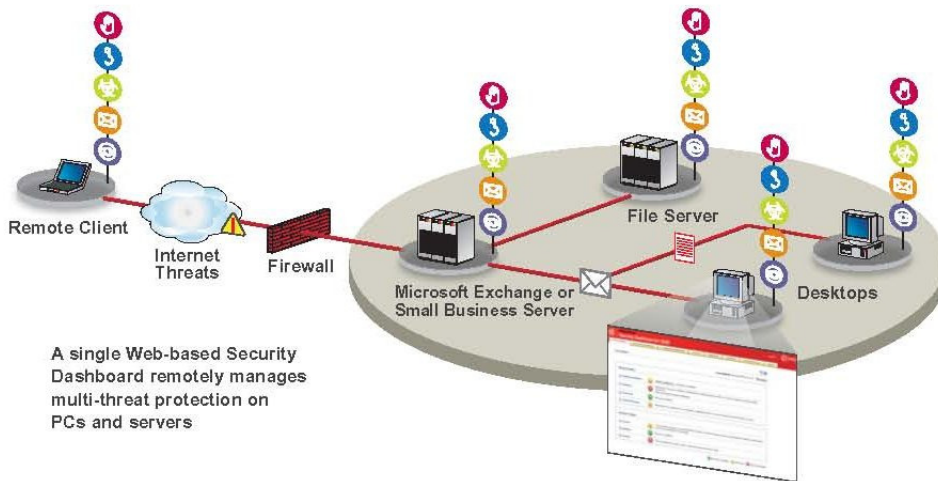 Remote Client
Internet
Threats
Firewall
Microsoft Exchange or
Small Business Server
File Server
Desktops
A single Web-based Security
Dashboard remotely manages
multi-threat protection on
PCs and servers